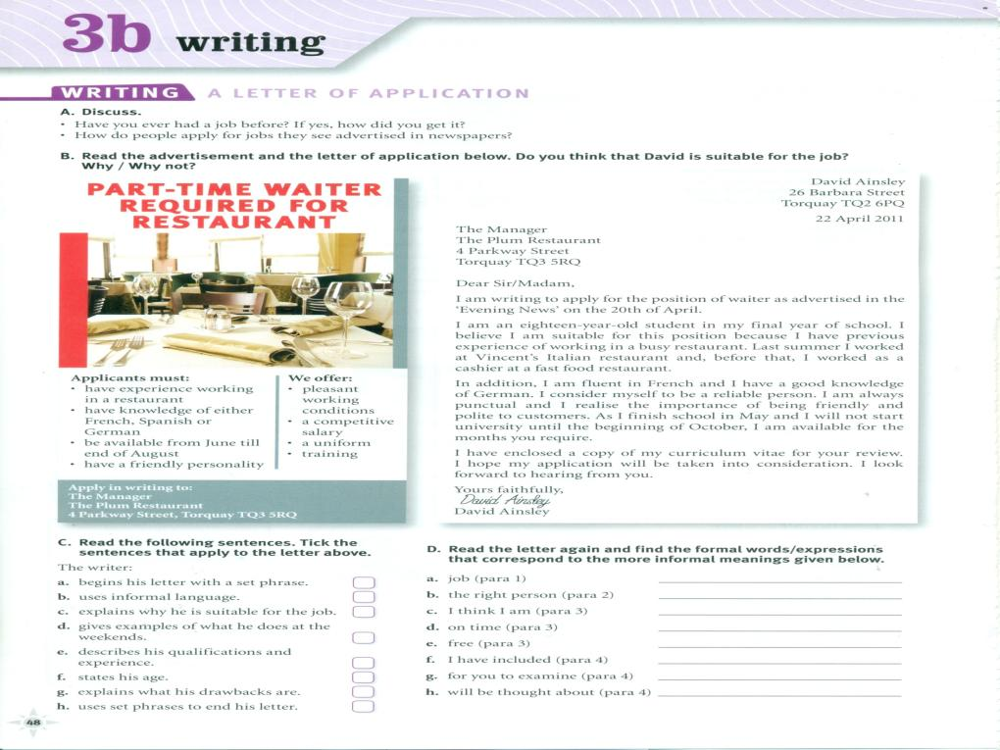 3b writing
WRITING A LETTER OF APPLICATION
A. Discuss.
• Have you ever had a job before? If yes, how did you get it?
• How do people apply for jobs they see advertised in newspapers?
B. Read the advertisement and the letter of application below. Do you think that David is suitable for the job?
Why / Why not?
PART-TIME WAITER
REQUIRED FOR
RESTAURANT
Applicants must:
• have experience working
in a restaurant
• have knowledge of either
French, Spanish or
German
• be available from June till
end of August
• have a friendly personality
We offer:
• pleasant
working
conditions
• a competitive
salary
• a uniform
• training
Apply in writing to:
The Manager
The Plum Restaurant
4 Parkway Street, Torquay TQ3 5RQ
David Ainsley
26 Barbara Street
Torquay TQ2 6PQ
22 April 2011
The Manager
The Plum Restaurant
4 Parkway Street
Torquay TQ3 5RQ
Dear Sir/Madam,
I am writing to apply for the position of waiter as advertised in the
'Evening News' on the 20th of April.
I am an eighteen-year-old student in my final year of school. I
believe I am suitable for this position because I have previous
experience of working in a busy restaurant. Last summer I worked
at Vincent's Italian restaurant and, before that, I worked as a
cashier at a fast food restaurant.
In addition, I am fluent in French and I have a good knowledge
of German. I consider myself to be a reliable person. I am always
punctual and I realise the importance of being friendly and
polite to customers. As I finish school in May and I will not start
university until the beginning of October, I am available for the
months you require.
I have enclosed a copy of my curriculum vitae for your review.
I hope my application will be taken into consideration. I look
forward to hearing from you.
Yours faithfully,
David Ainsley
David Ainsley
C. Read the following sentences. Tick the
sentences that apply to the letter above.
The writer:
a. begins his letter with a set phrase.
b. uses informal language.
c. explains why he is suitable for the job.
d. gives examples of what he does at the
weekends.
e. describes his qualifications and
experience.
f. states his age.
g. explains what his drawbacks are.
h. uses set phrases to end his letter.
D. Read the letter again and find the formal words/expressions
that correspond to the more informal meanings given below.
a. job (para 1)
b. the right person (para 2)
c. I think I am (para 3)
d. on time (para 3)
e. free (para 3)
f. I have included (para 4)
g. for you to examine (para 4)
h. will be thought about (para 4)
48